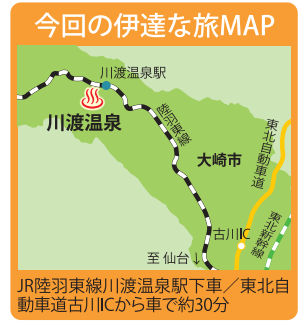 今回の伊達な旅MAP
川渡温泉駅
川渡温泉
陸羽東線
大崎市
東北自動車道
東北新幹線
古川IC
至 仙台↓
JR陸羽東線川渡温泉駅下車／東北自
動車道古川ICから車で約30分